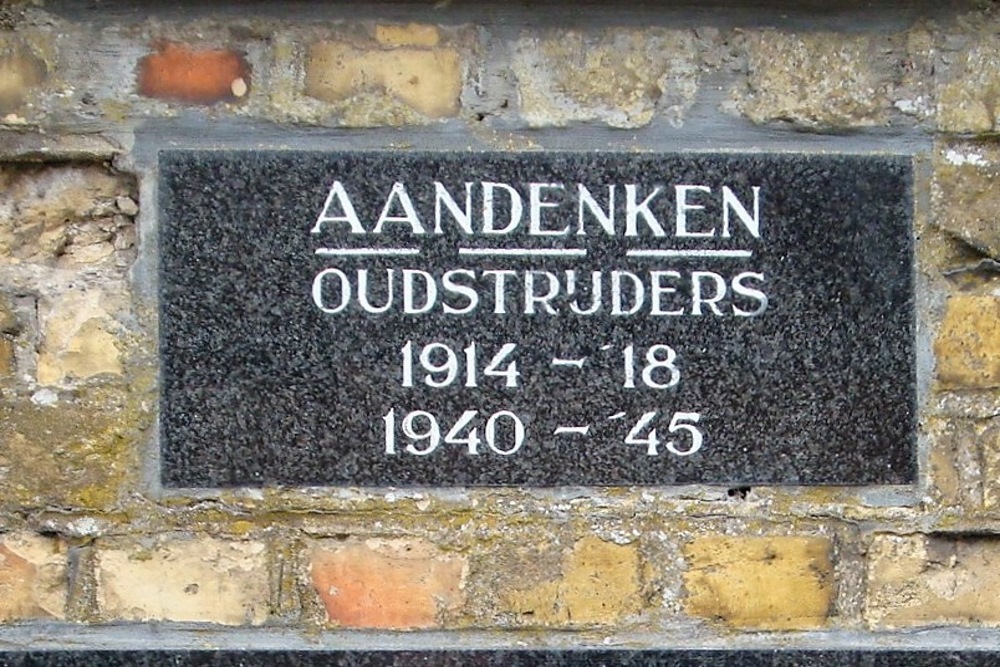 AANDENKEN
OUDSTRIJDERS
1914 - '18
1940 - '45